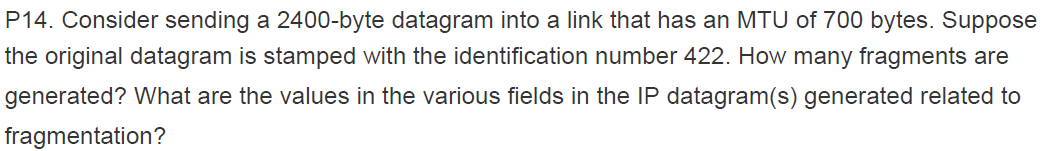 P14. Consider sending a 2400-byte datagram into a link that has an MTU of 700 bytes. Suppose
the original datagram is stamped with the identification number 422. How many fragments are
generated? What are the values in the various fields in the IP datagram(s) generated related to
fragmentation?